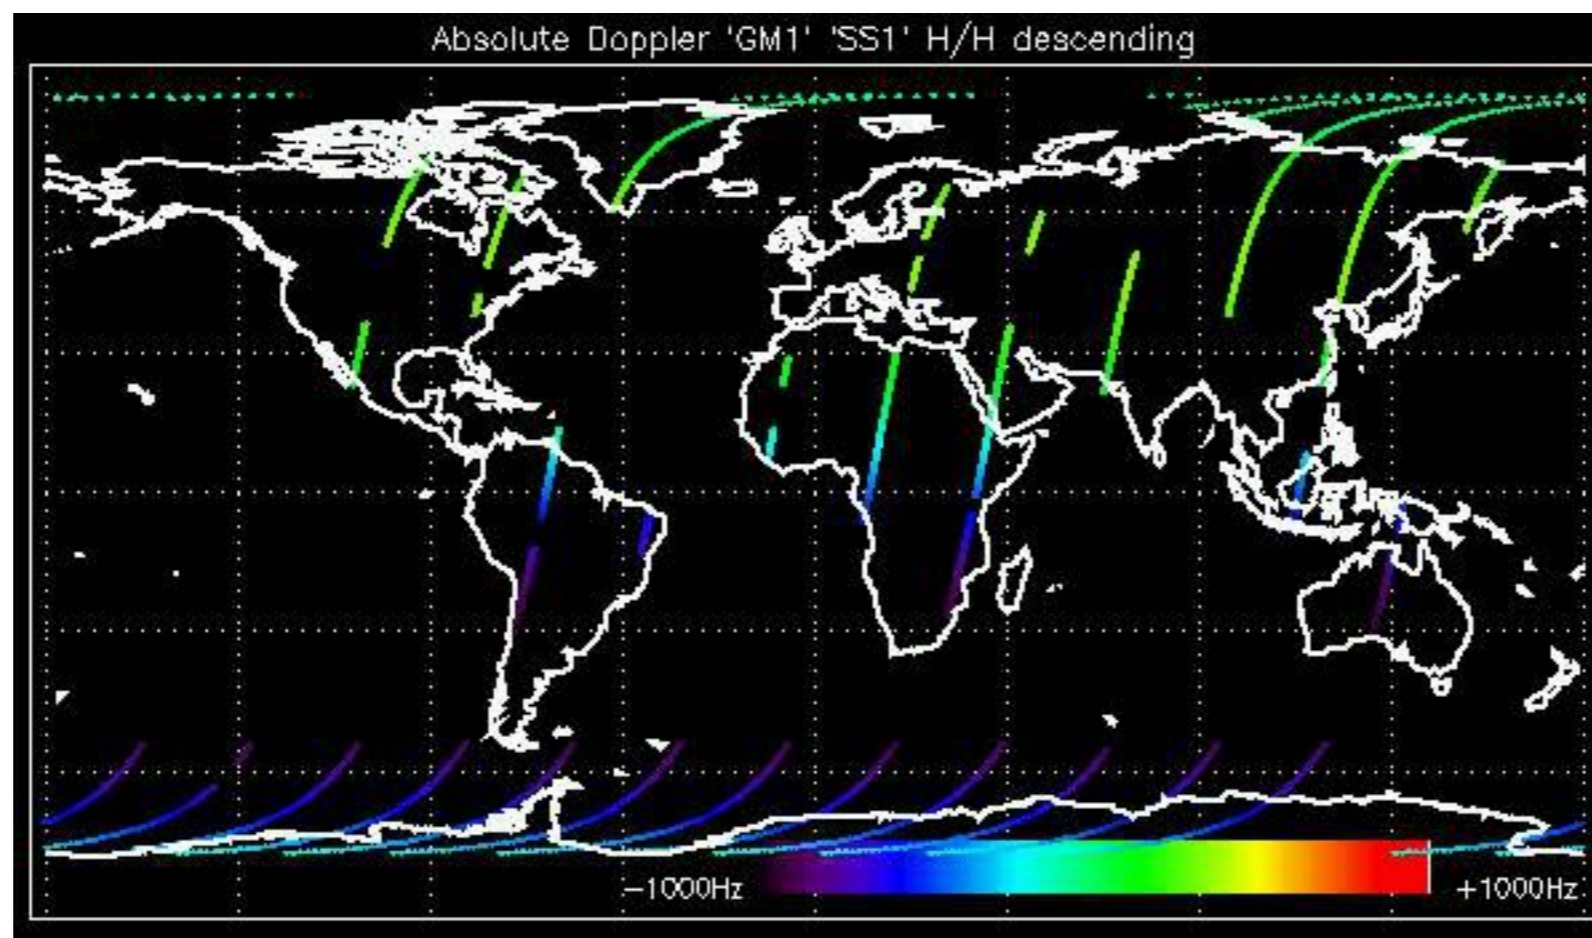 Absolute Doppler 'GM1' 'SS1' H/H descending
−1000Hz +1000Hz